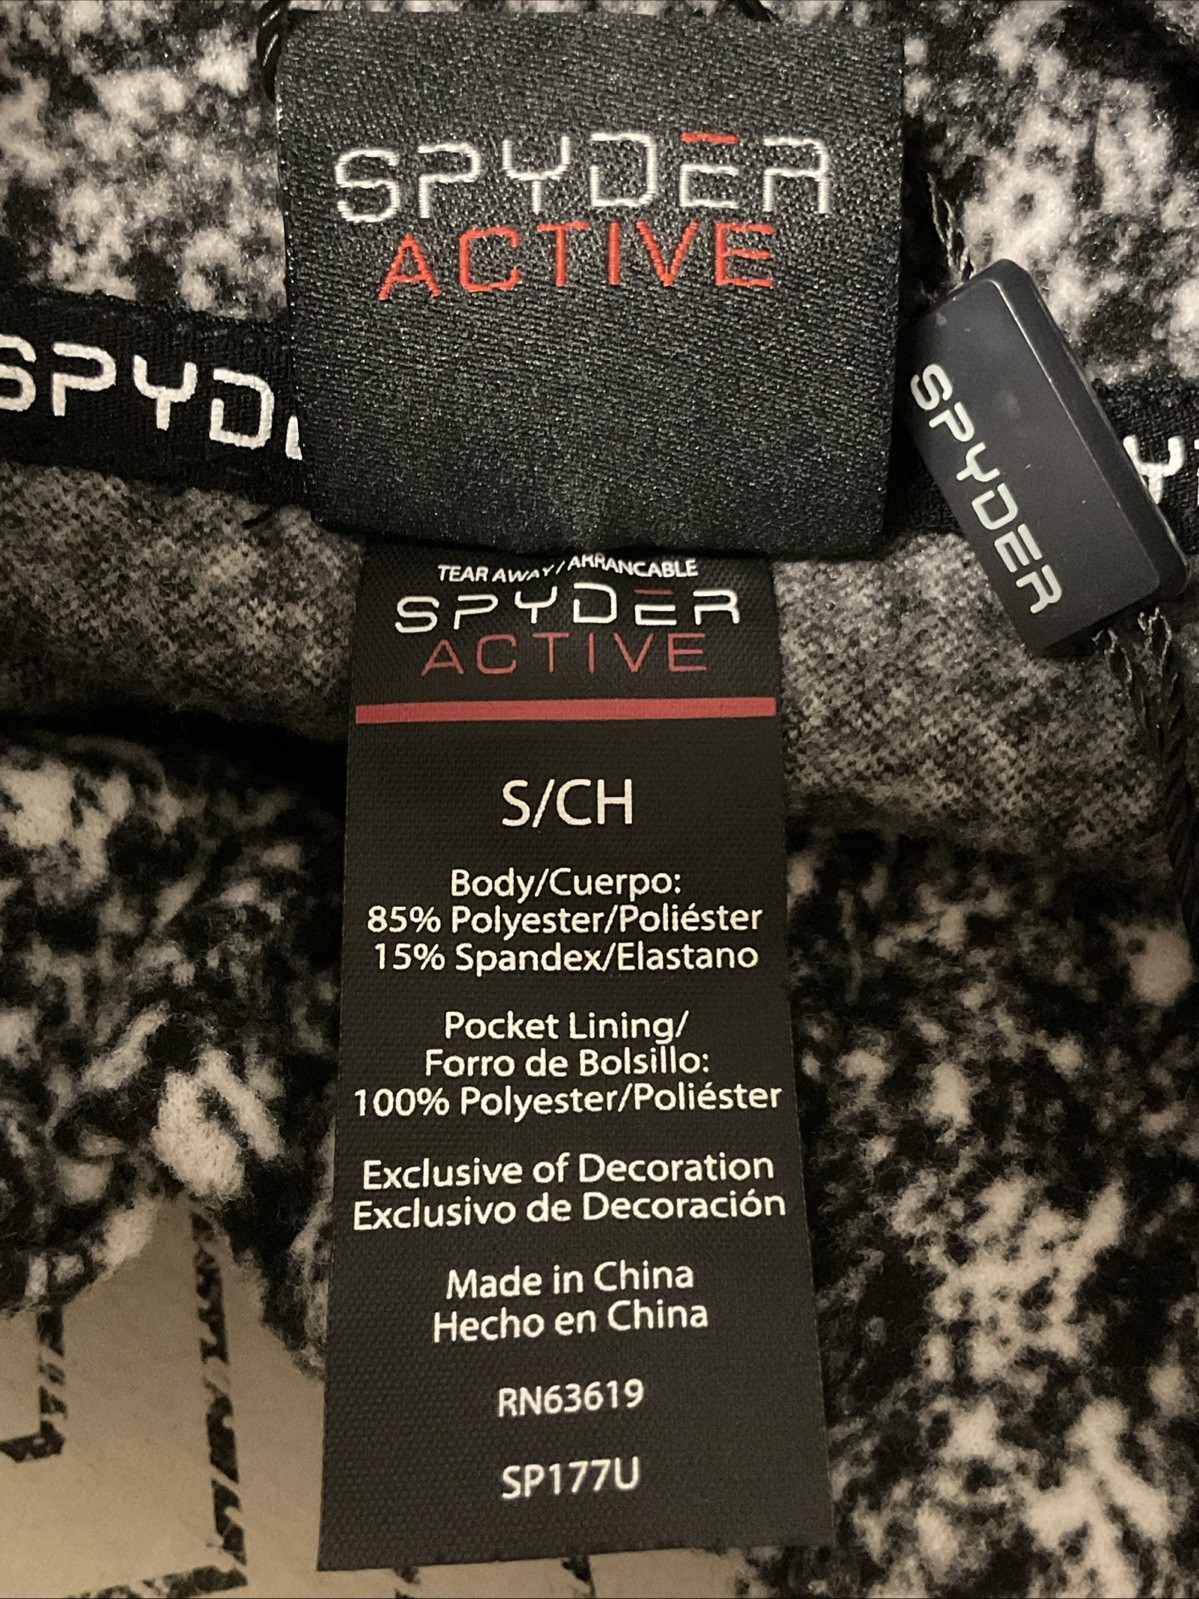 SPYDER
ACTIVE
SPYD
SPYDER
TEAR AWAY/ARRANCABLE
SPYDER
ACTIVE
S/CH
Body/Cuerpo:
85% Polyester/Poliéster
15% Spandex/Elastano
Pocket Lining/
Forro de Bolsillo:
100% Polyester/Poliéster
Exclusive of Decoration
Exclusivo de Decoración
Made in China
Hecho en China
RN63619
SP177U